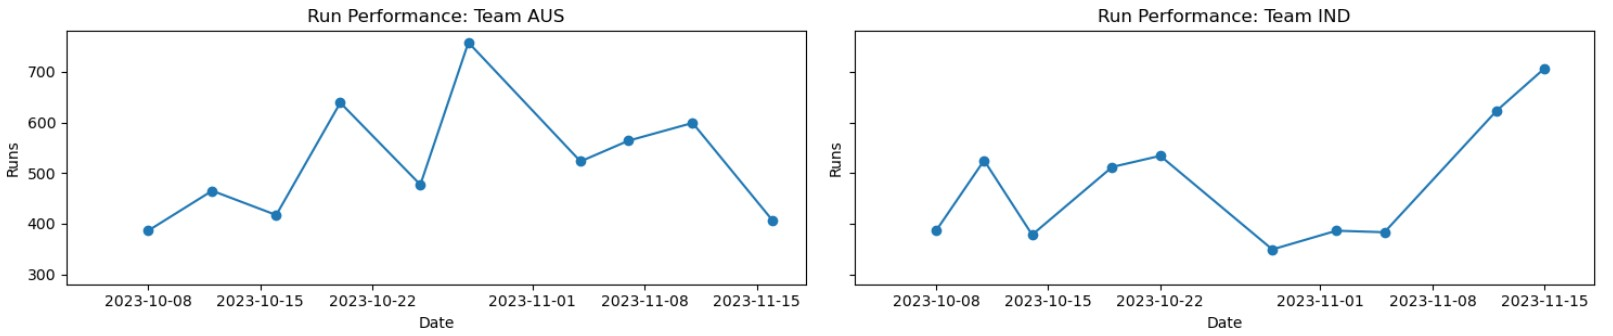 Run Performance: Team AUS
Runs
700
600
500
400
300
2023-10-08 2023-10-15 2023-10-22 2023-11-01 2023-11-08 2023-11-15
Date
Run Performance: Team IND
Runs
2023-10-08 2023-10-15 2023-10-22 2023-11-01 2023-11-08 2023-11-15
Date